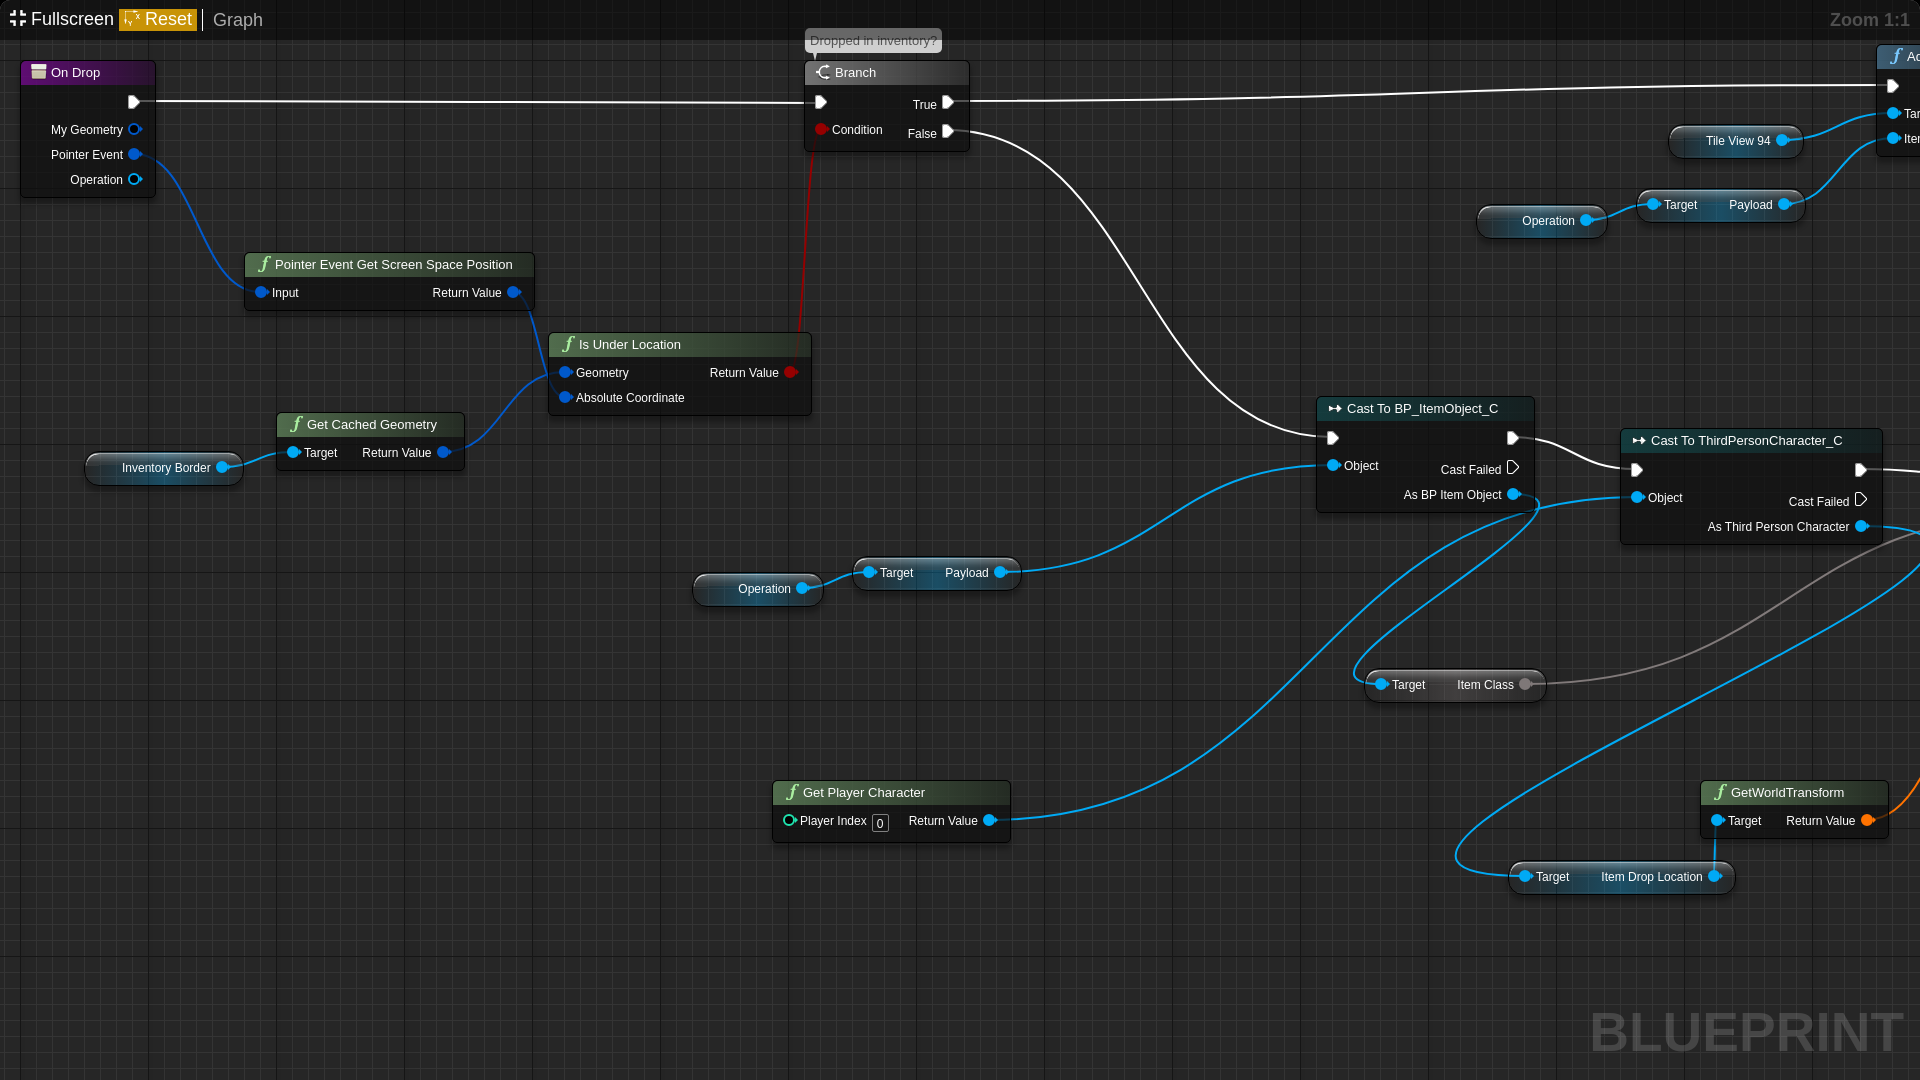 Fullscreen Reset Graph
Zoom 1:1
Dropped in inventory?
On Drop
My Geometry
Pointer Event
Operation
Branch
True
Condition
False
Tile View 94
Operation
Target Payload
Pointer Event Get Screen Space Position
Input Return Value
Is Under Location
Geometry Return Value
Absolute Coordinate
Get Cached Geometry
Target Return Value
Inventory Border
Cast To BP_ItemObject_C
Object
Cast Failed
As BP Item Object
Cast To ThirdPersonCharacter_C
Object
Cast Failed
As Third Person Character
Operation
Target Payload
Target Item Class
Get Player Character
Player Index 0 Return Value
GetWorldTransform
Target Return Value
Target Item Drop Location
BLUEPRINT